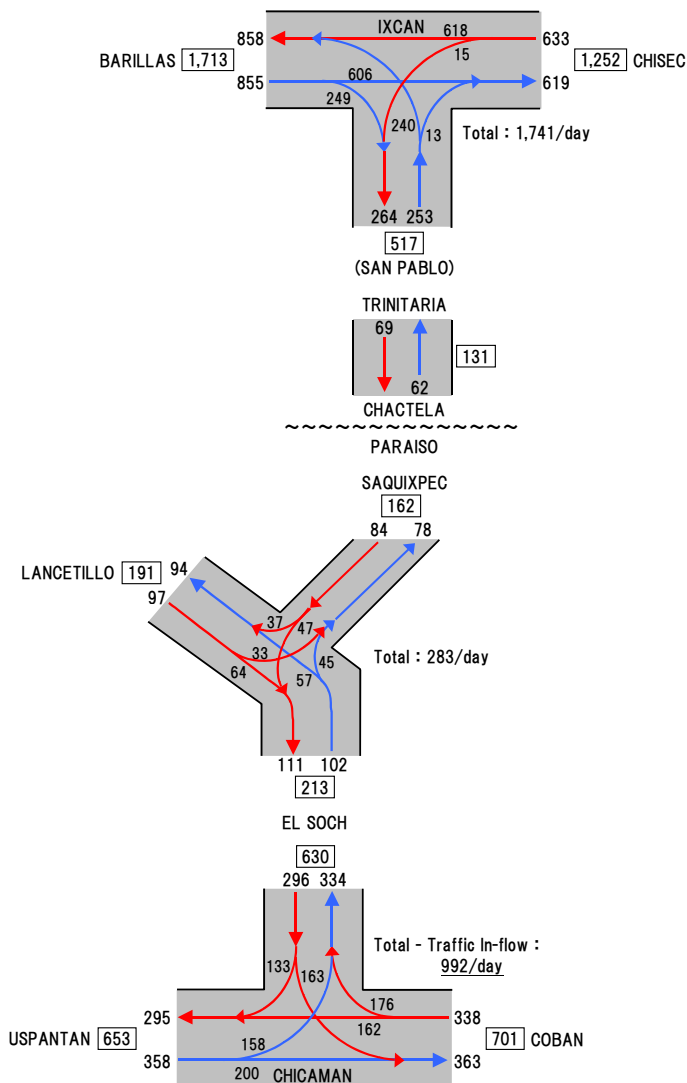 IXCAN
858 618 633
BARILLAS 1,713 15 1,252 CHISEC
855 606 619
249 240 13 Total : 1,741/day
264 253
517
(SAN PABLO)
TRINITARIA
69
131
62
CHACTELA
~~~~~~~~~~~~~~~
PARAISO
SAQUIXPEC
162
84 78
LANCETILLO 191 94
97
37 47
33 45 Total : 283/day
64 57
111 102
213
EL SOCH
630
296 334
Total - Traffic In-flow :
133 163 992/day
176
295 162 338
USPANTAN 653 701 COBAN
358 158 363
200 CHICAMAN